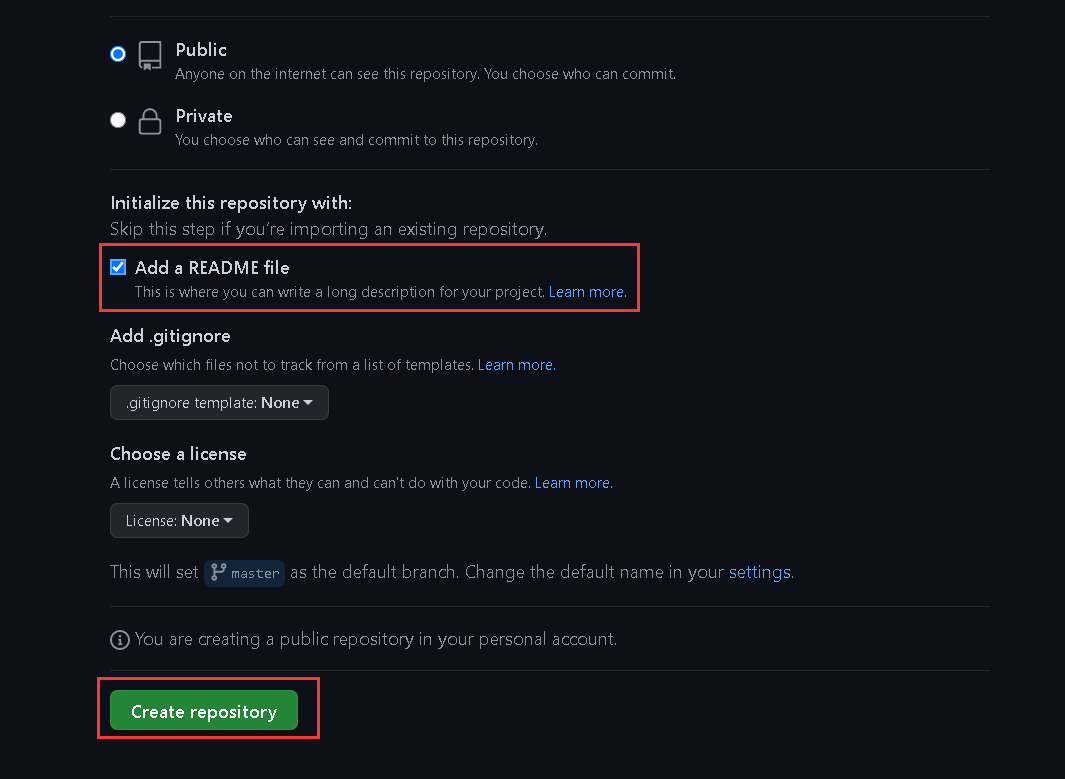 Public
Anyone on the internet can see this repository. You choose who can commit.
Private
You choose who can see and commit to this repository.
Initialize this repository with:
Skip this step if you're importing an existing repository.
Add a README file
This is where you can write a long description for your project. Learn more.
Add .gitignore
Choose which files not to track from a list of templates. Learn more.
.gitignore template: None
Choose a license
A license tells others what they can and can't do with your code. Learn more.
License: None
This will set master as the default branch. Change the default name in your settings.
You are creating a public repository in your personal account.
Create repository